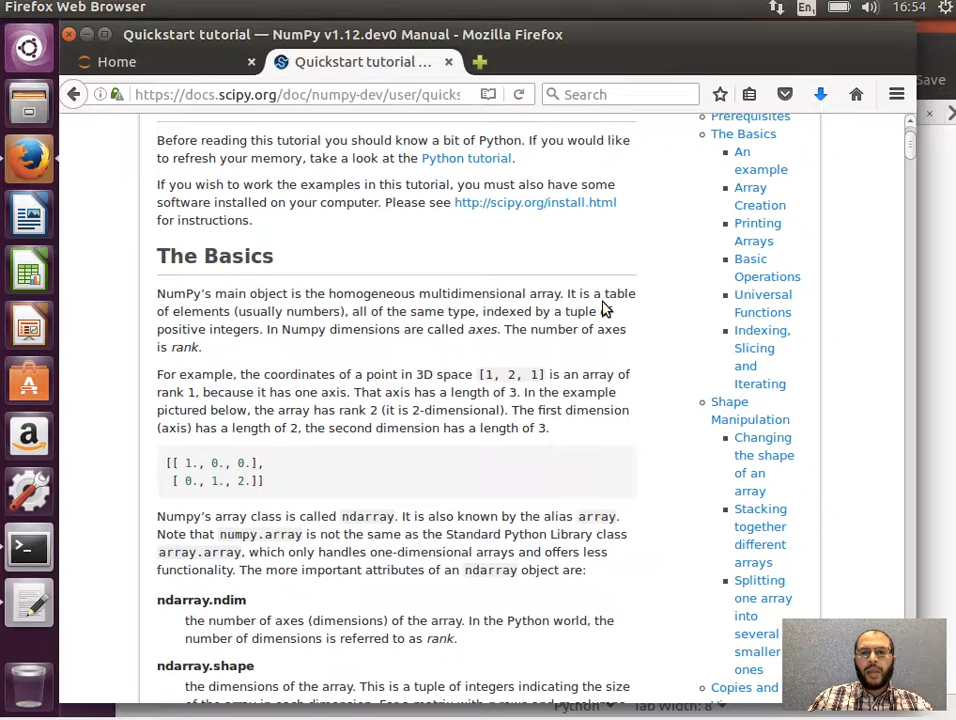 Firefox Web Browser
En
16:54
Quickstart tutorial — NumPy v1.12.dev0 Manual - Mozilla Firefox
Home
Quickstart tutorial ...
https://docs.scipy.org/doc/numpy-dev/user/quicks
Search
Save
Before reading this tutorial you should know a bit of Python. If you would like
to refresh your memory, take a look at the Python tutorial.
If you wish to work the examples in this tutorial, you must also have some
software installed on your computer. Please see http://scipy.org/install.html
for instructions.
The Basics
NumPy's main object is the homogeneous multidimensional array. It is a table
of elements (usually numbers), all of the same type, indexed by a tuple
positive integers. In Numpy dimensions are called axes. The number of axes
is rank.
For example, the coordinates of a point in 3D space [1, 2, 1] is an array of
rank 1, because it has one axis. That axis has a length of 3. In the example
pictured below, the array has rank 2 (it is 2-dimensional). The first dimension
(axis) has a length of 2, the second dimension has a length of 3.
[[ 1., 0., 0.],
[ 0., 1., 2.]]
Numpy's array class is called ndarray. It is also known by the alias array.
Note that numpy.array is not the same as the Standard Python Library class
array.array, which only handles one-dimensional arrays and offers less
functionality. The more important attributes of an ndarray object are:
ndarray.ndim
the number of axes (dimensions) of the array. In the Python world, the
number of dimensions is referred to as rank.
ndarray.shape
the dimensions of the array. This is a tuple of integers indicating the size
Prerequisites
The Basics
An
example
Array
Creation
Printing
Arrays
Basic
Operations
Universal
Functions
Indexing,
Slicing
and
Iterating
Shape
Manipulation
Changing
the shape
of an
array
Stacking
together
different
arrays
Splitting
one array
into
several
smaller
ones
Copies and
Python
Tab Width: 8